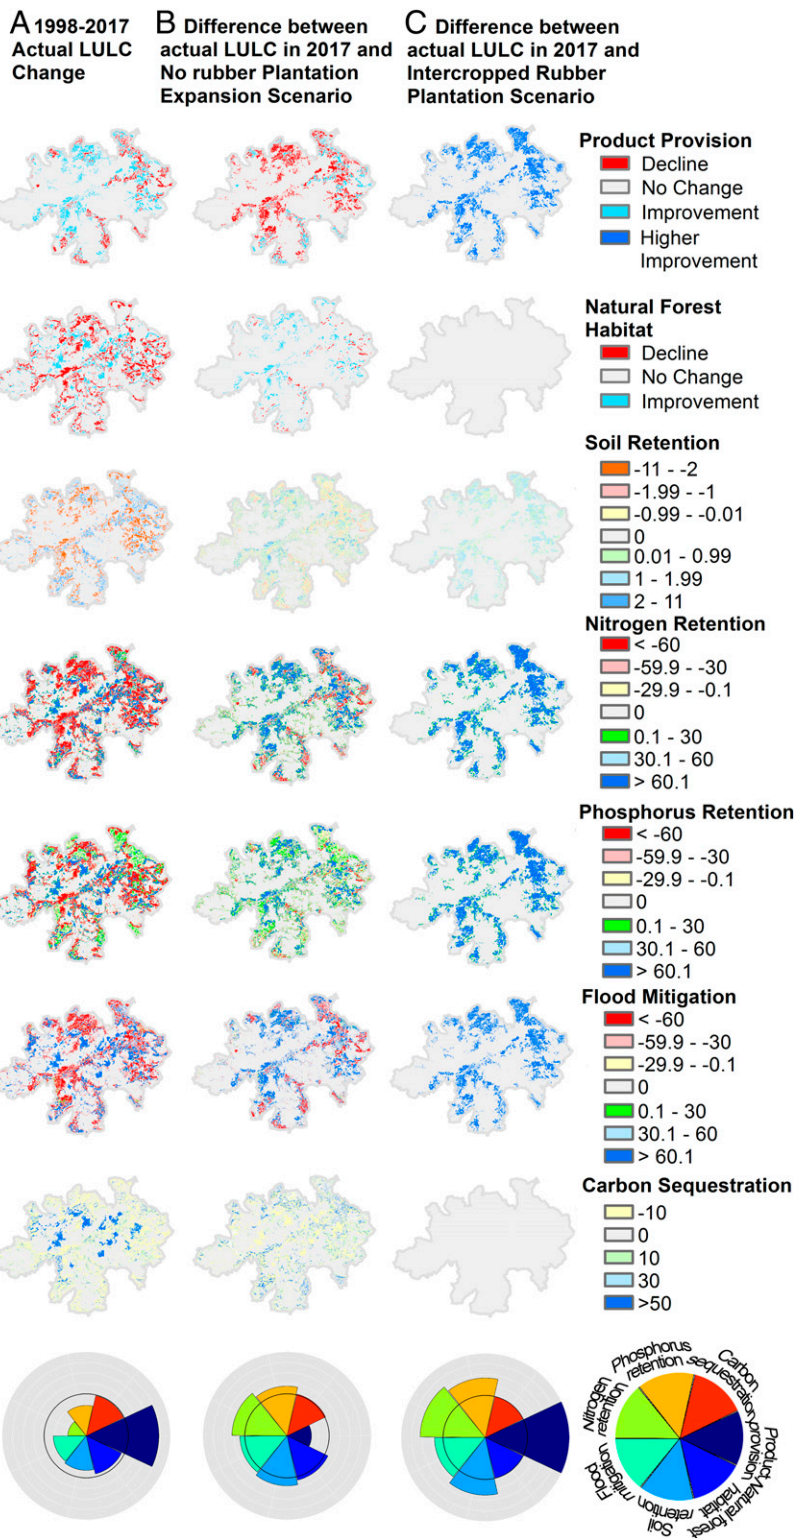 A 1998-2017
Actual LULC
Change
B Difference between
actual LULC in 2017 and
No rubber Plantation
Expansion Scenario
C Difference between
actual LULC in 2017 and
Intercropped Rubber
Plantation Scenario
Product Provision
Decline
No Change
Improvement
Higher
Improvement
Natural Forest
Habitat
Decline
No Change
Improvement
Soil Retention
-11 - -2
-1.99 - -1
-0.99 - -0.01
0
0.01 - 0.99
1 - 1.99
2 - 11
Nitrogen Retention
< -60
-59.9 - -30
-29.9 - -0.1
0
0.1 - 30
30.1 - 60
> 60.1
Phosphorus Retention
< -60
-59.9 - -30
-29.9 - -0.1
0
0.1 - 30
30.1 - 60
> 60.1
Flood Mitigation
< -60
-59.9 - -30
-29.9 - -0.1
0
0.1 - 30
30.1 - 60
> 60.1
Carbon Sequestration
-10
0
10
30
>50
Phosphorus
retention
Carbon
sequestration
Product
provision
Natural forest
habitat
Soil
retention
Flood
mitigation
Nitrogen
retention